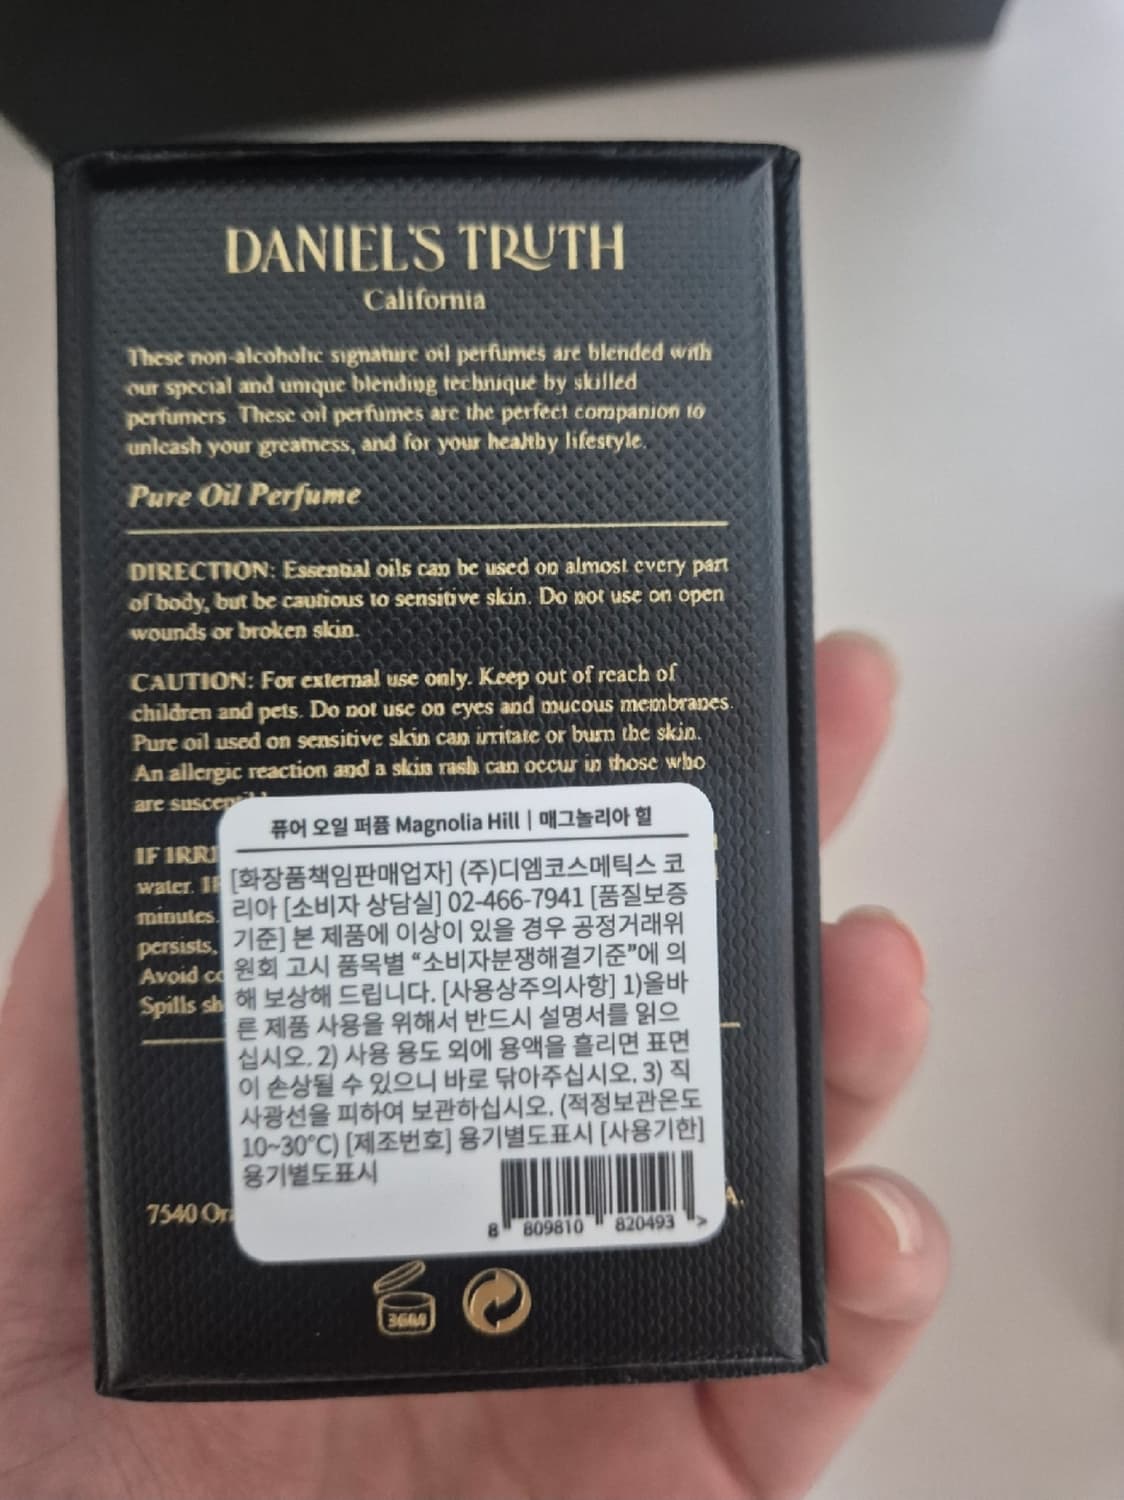 DANIEL'S TRUTH
California
These non-alcoholic signature oil perfumes are blended with
our special and unique blending technique by skilled
perfumers. These oil perfumes are the perfect companion to
unleash your greatness, and for your healthy lifestyle.
Pure Oil Perfume
DIRECTION: Essential oils can be used on almost every part
of body, but be cautious to sensitive skin. Do not use on open
wounds or broken skin.
CAUTION: For external use only. Keep out of reach of
children and pets. Do not use on eyes and mucous membranes.
Pure oil used on sensitive skin can irritate or burn the skin.
An allergic reaction and a skin rash can occur in those who
are
IF
water.
minutes.
persists,
Avoid
Spills
퓨어 오일 퍼퓸 Magnolia Hill | 매그놀리아 힐
[화장품책임판매업자] (주)디엠코스메틱스 코
리아 [소비자 상담실] 02-466-7941 [품질보증
기준] 본 제품에 이상이 있을 경우 공정거래위
원회 고시 품목별 “소비자분쟁해결기준”에 의
해 보상해 드립니다. [사용상주의사항] 1)올바
른 제품 사용을 위해서 반드시 설명서를 읽으
십시오. 2) 사용 용도 외에 용액을 흘리면 표면
이 손상될 수 있으니 바로 닦아주십시오. 3) 직
사광선을 피하여 보관하십시오. (적정보관온도
10~30°C) [제조번호] 용기별도표시 [사용기한]
용기별도표시
8 809810 820493 >
7540
36M